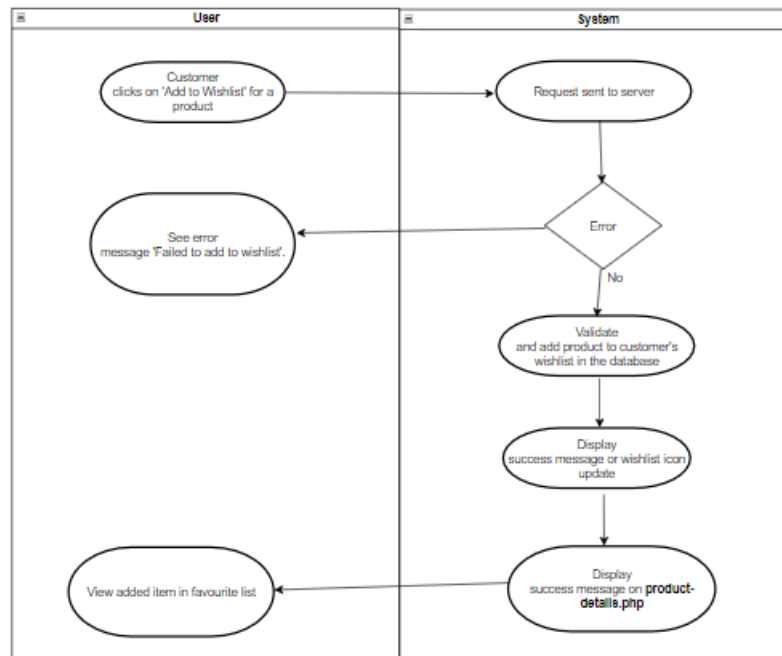 User
System
Customer
clicks on 'Add to Wishlist' for a
product
Request sent to server
See error
message 'Failed to add to wishlist'.
Error
No
Validate
and add product to customer's
wishlist in the database
Display
success message or wishlist icon
update
View added item in favourite list
Display
success message on product-
details.php